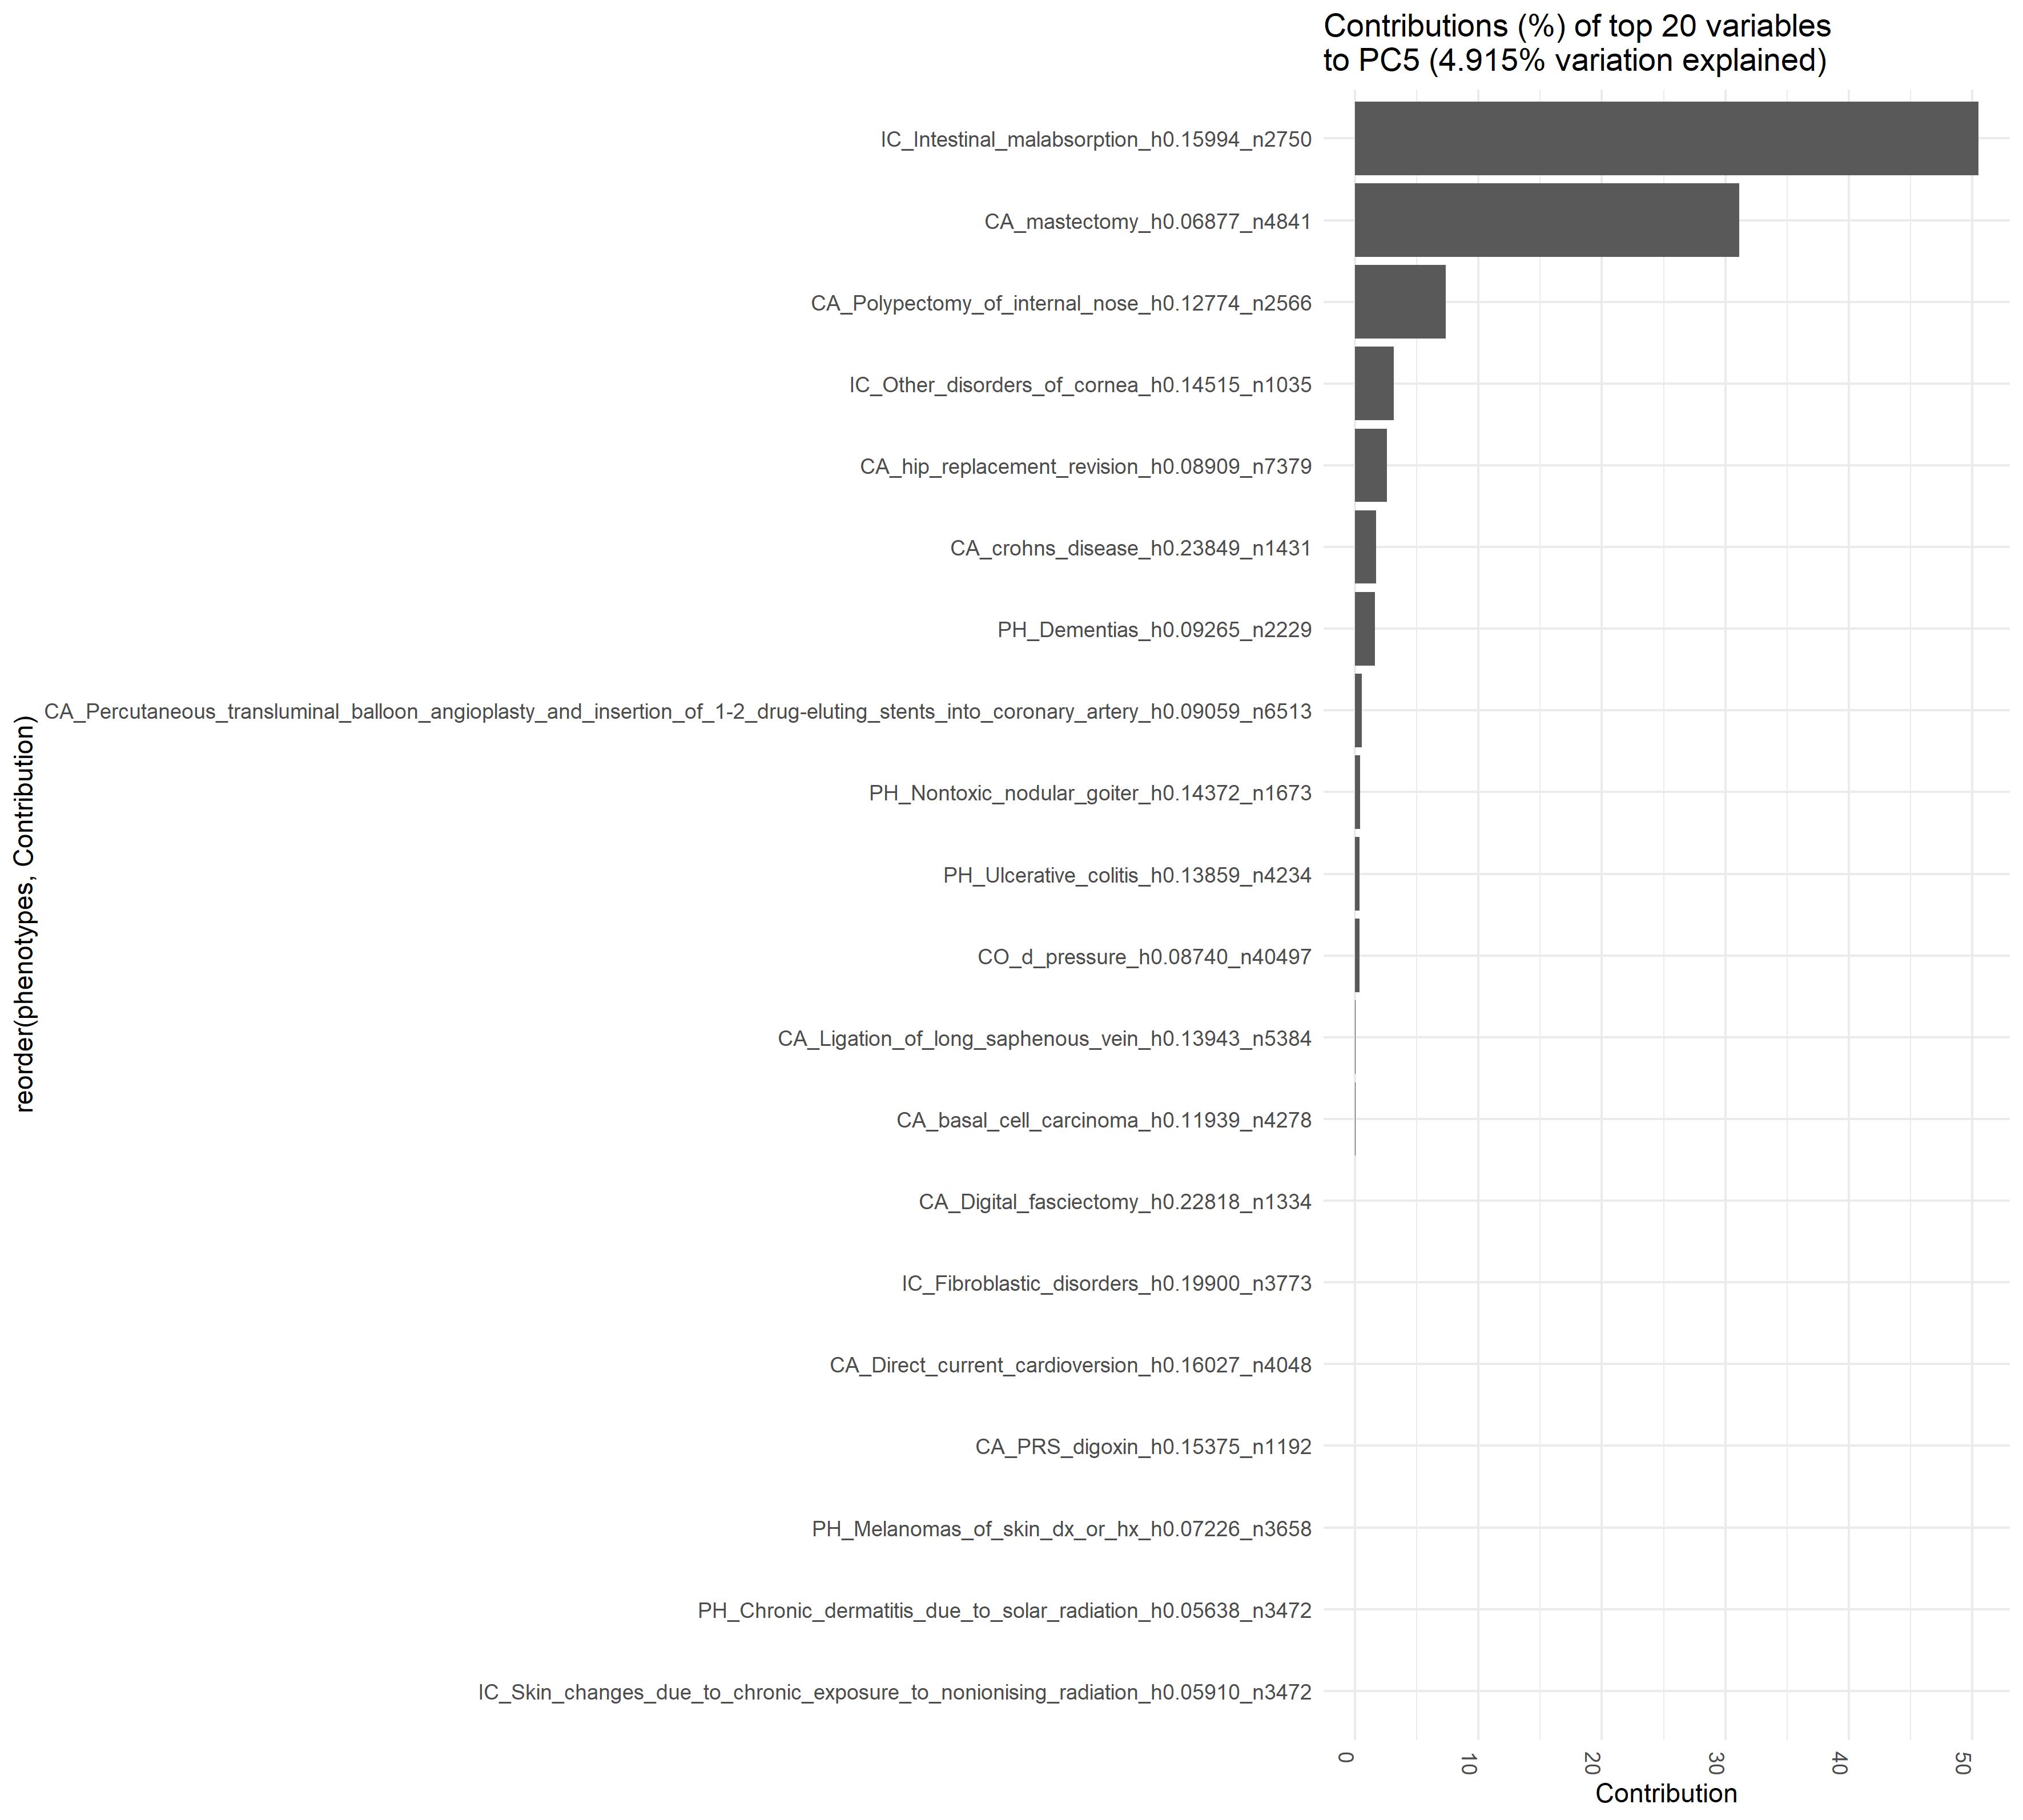 Contributions (%) of top 20 variables
to PC5 (4.915% variation explained)
IC_Intestinal_malabsorption_h0.15994_n2750
CA_mastectomy_h0.06877_n4841
CA_Polypectomy_of_internal_nose_h0.12774_n2566
IC_Other_disorders_of_cornea_h0.14515_n1035
CA_hip_replacement_revision_h0.08909_n7379
CA_crohns_disease_h0.23849_n1431
PH_Dementias_h0.09265_n2229
CA_Percutaneous_transluminal_balloon_angioplasty_and_insertion_of_1-2_drug-eluting_stents_into_coronary_artery_h0.09059_n6513
PH_Nontoxic_nodular_goiter_h0.14372_n1673
PH_Ulcerative_colitis_h0.13859_n4234
CO_d_pressure_h0.08740_n40497
CA_Ligation_of_long_saphenous_vein_h0.13943_n5384
CA_basal_cell_carcinoma_h0.11939_n4278
CA_Digital_fasciectomy_h0.22818_n1334
IC_Fibroblastic_disorders_h0.19900_n3773
CA_Direct_current_cardioversion_h0.16027_n4048
CA_PRS_digoxin_h0.15375_n1192
PH_Melanomas_of_skin_dx_or_hx_h0.07226_n3658
PH_Chronic_dermatitis_due_to_solar_radiation_h0.05638_n3472
IC_Skin_changes_due_to_chronic_exposure_to_nonionising_radiation_h0.05910_n3472
reorder(phenotypes, Contribution)
0 10 20 30 40 50
Contribution